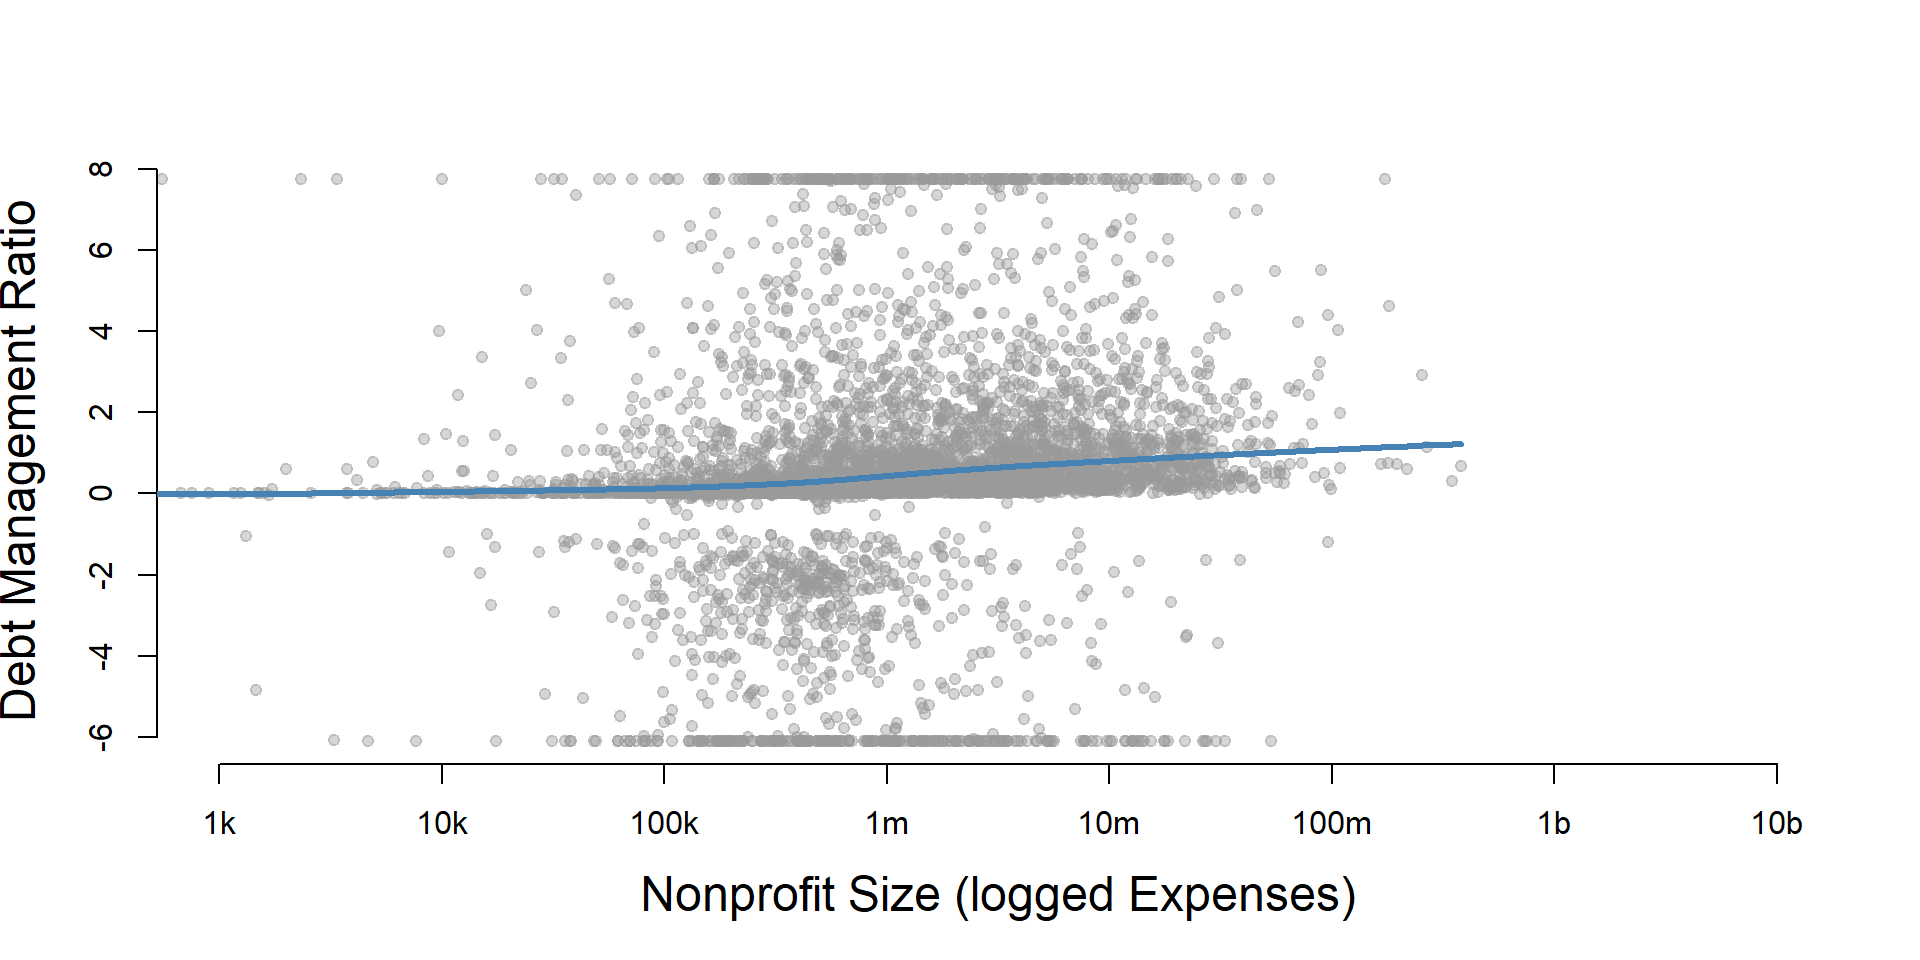 Debt Management Ratio
8
6
4
2
0
-2
-4
-6
1k 10k 100k 1m 10m 100m 1b 10b
Nonprofit Size (logged Expenses)